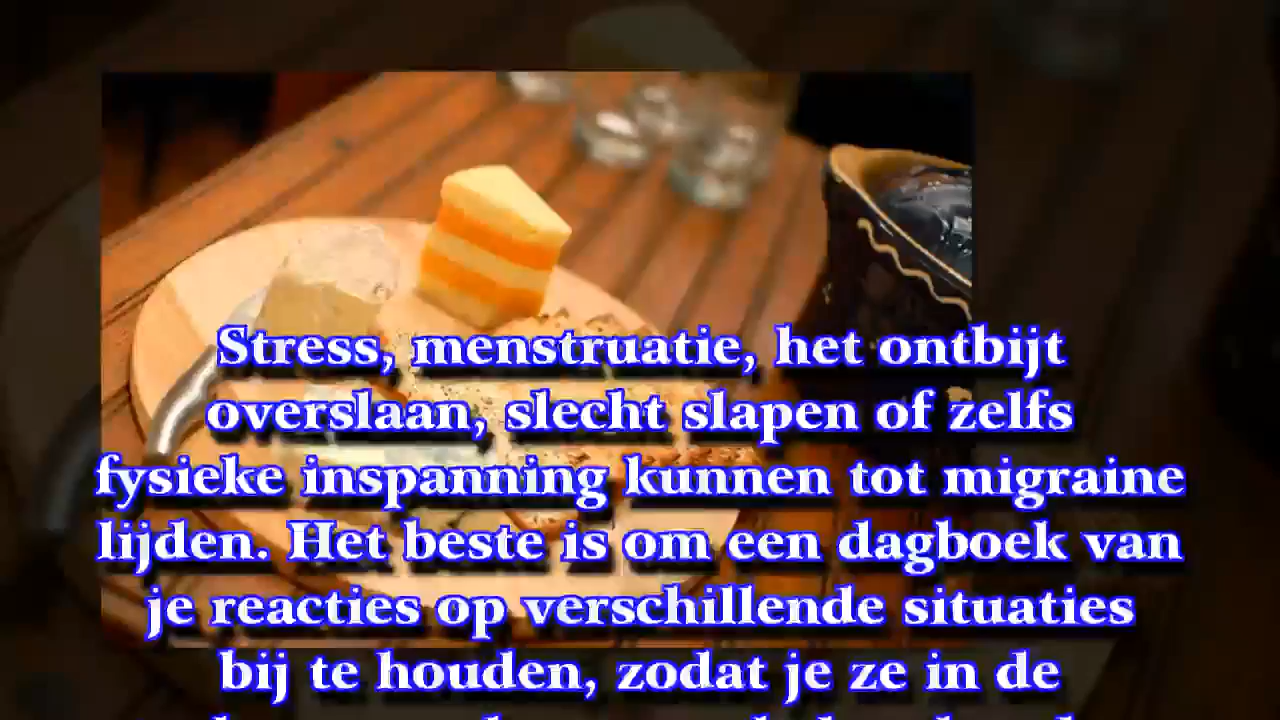 Stress, menstruatie, het ontbijt
overslaan, slecht slapen of zelfs
fysieke inspanning kunnen tot migraine
lijden. Het beste is om een dagboek van
je reacties op verschillende situaties
bij te houden, zodat je ze in de